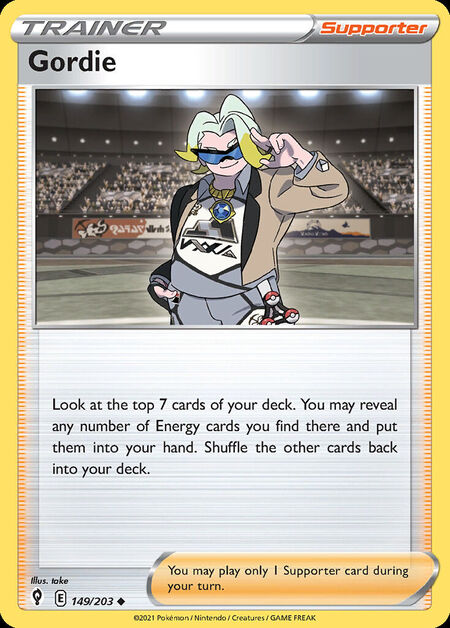 TRAINER
Supporter
Gordie
Look at the top 7 cards of your deck. You may reveal
any number of Energy cards you find there and put
them into your hand. Shuffle the other cards back
into your deck.
Illus. take
You may play only 1 Supporter card during
your turn.
E 149/203
©2021 Pokémon / Nintendo / Creatures / GAME FREAK